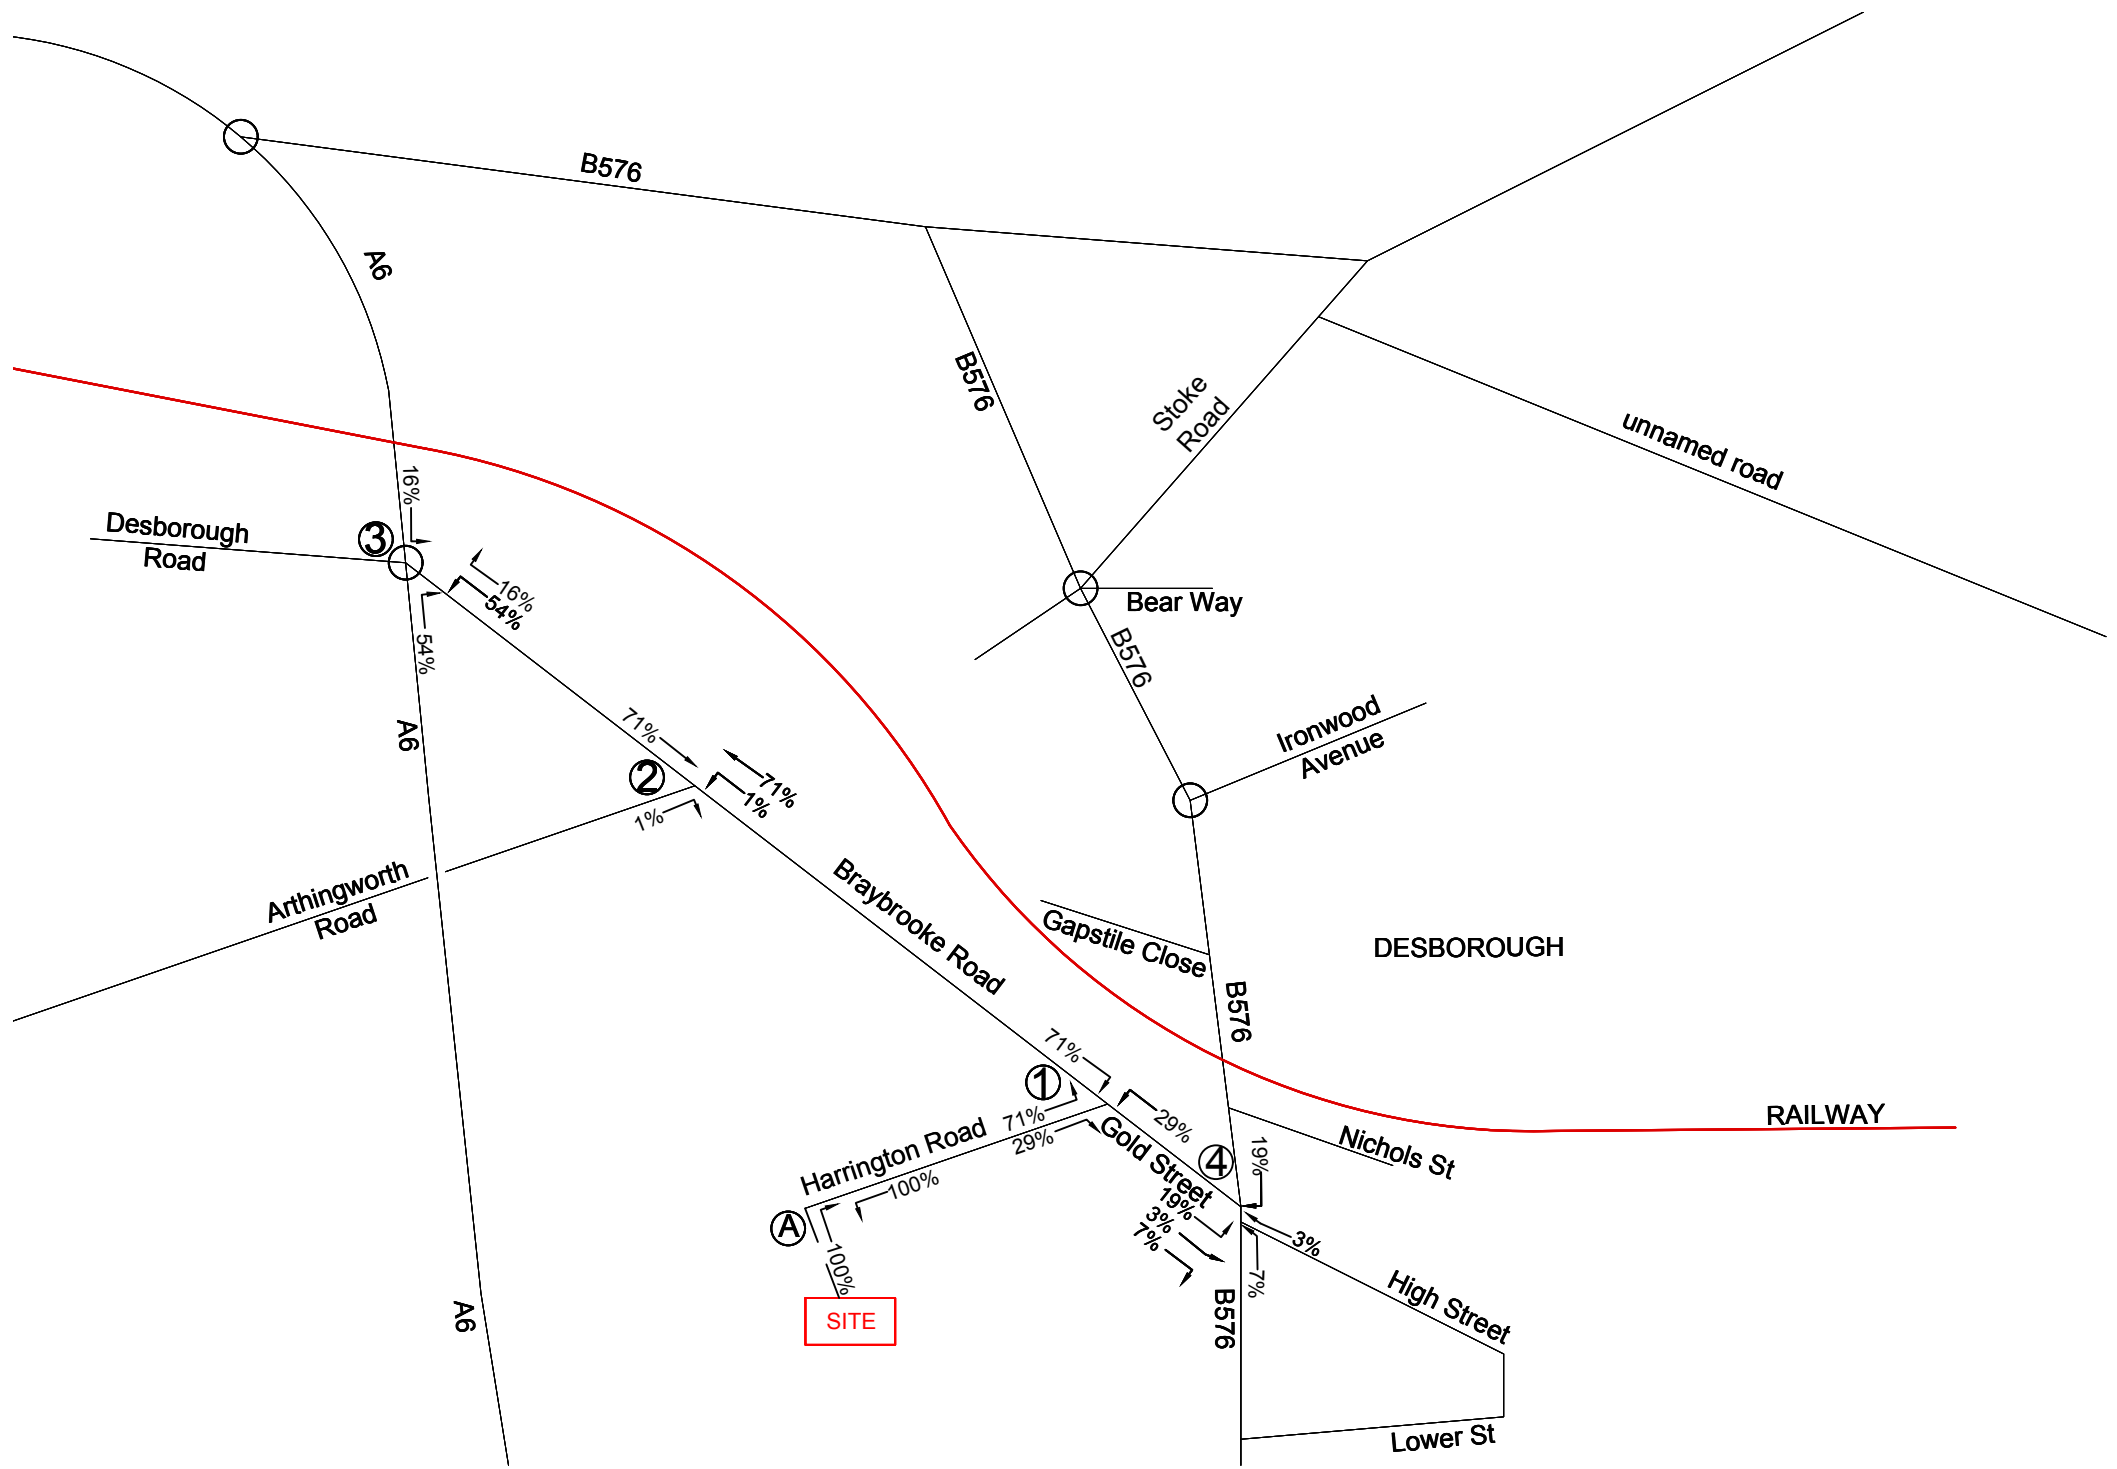 B576
A6
B576
Stoke
Road
unnamed road
16%
Desborough
Road
3
16%
54%
54%
Bear Way
B576
A6
71%
2
71%
1%
1%
Ironwood
Avenue
Arthingworth
Road
Braybrooke Road
Gapstile Close
DESBOROUGH
B576
71%
1
71%
29%
29%
Harrington Road
Gold Street
4
19%
Nichols St
RAILWAY
100%
A
100%
19%
3%
7%
3%
7%
SITE
A6
B576
High Street
Lower St